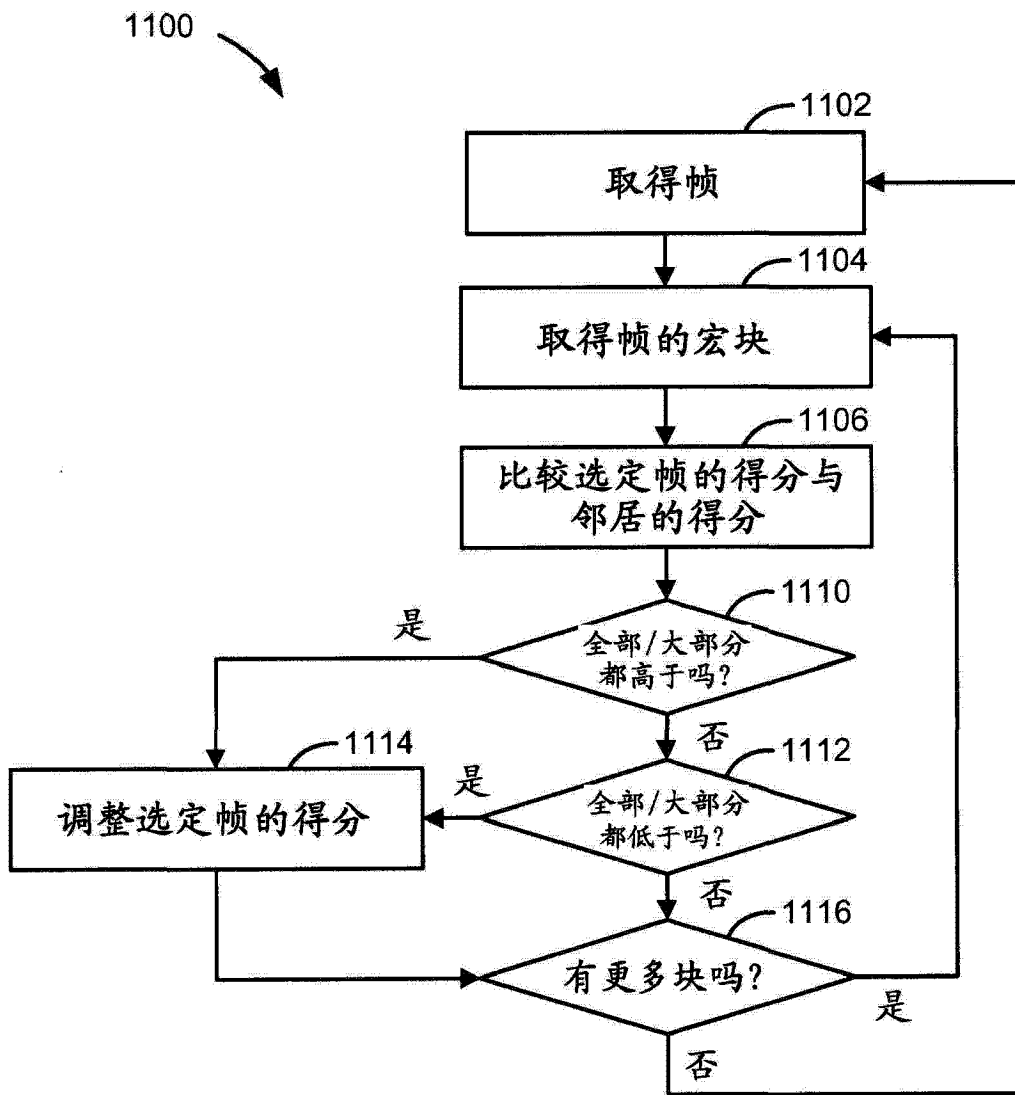 1100
1102
取得帧
1104
取得帧的宏块
1106
比较选定帧的得分与
邻居的得分
1110
是
全部/大部分
都高于吗?
否
1114
1112
调整选定帧的得分
是
全部/大部分
都低于吗?
否
1116
有更多块吗?
是
否